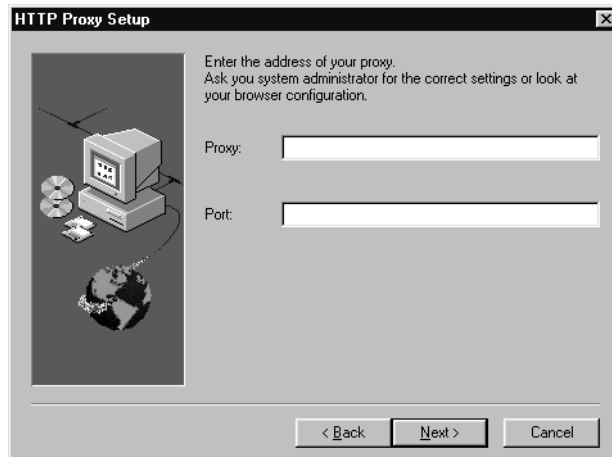 HTTP Proxy Setup
Enter the address of your proxy.
Ask you system administrator for the correct settings or look at
your browser configuration.
Proxy:
Port:
< Back
Next >
Cancel